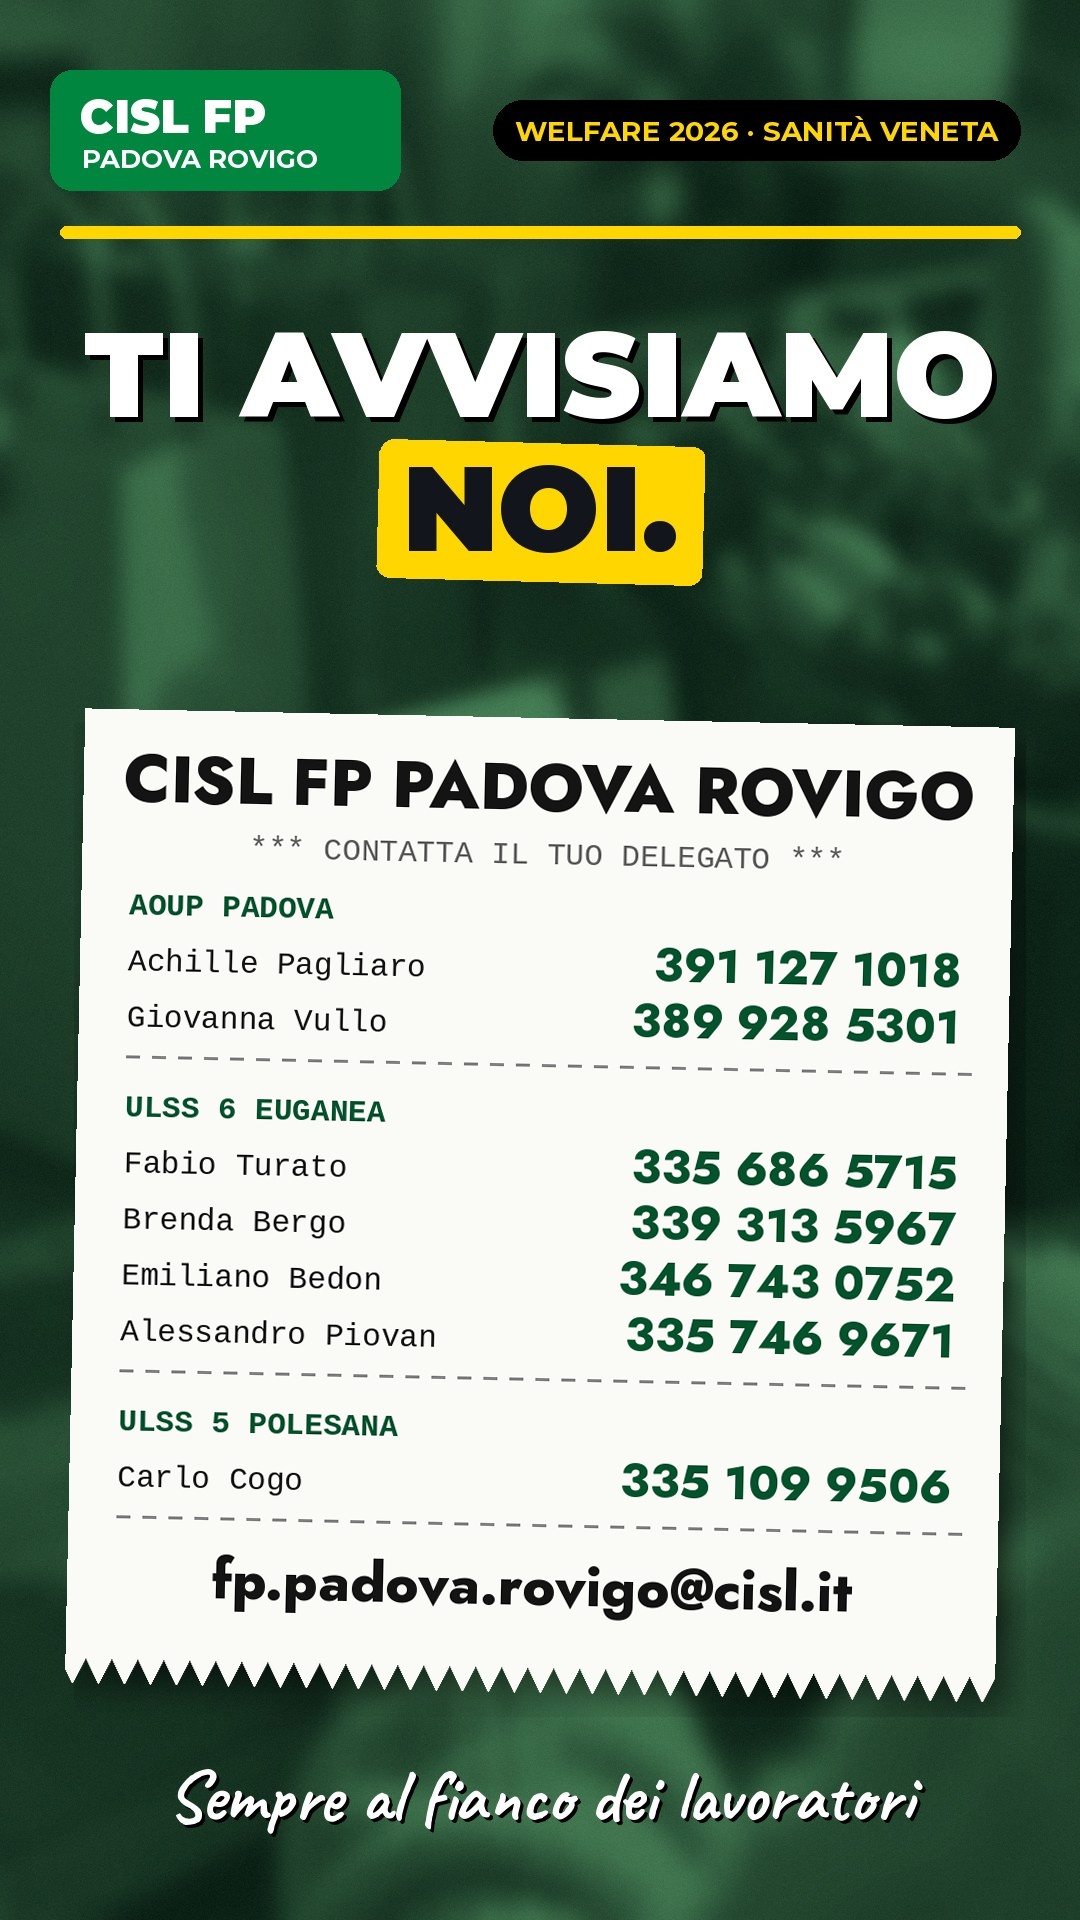 CISL FP
PADOVA ROVIGO
WELFARE 2026 · SANITÀ VENETA
TI AVVISIAMO
NOI.
CISL FP PADOVA ROVIGO
*** CONTATTA IL TUO DELEGATO ***
AOUP PADOVA
Achille Pagliaro 391 127 1018
Giovanna Vullo 389 928 5301
ULSS 6 EUGANEA
Fabio Turato 335 686 5715
Brenda Bergo 339 313 5967
Emiliano Bedon 346 743 0752
Alessandro Piovan 335 746 9671
ULSS 5 POLESANA
Carlo Cogo 335 109 9506
fp.padova.rovigo@cisl.it
Sempre al fianco dei lavoratori